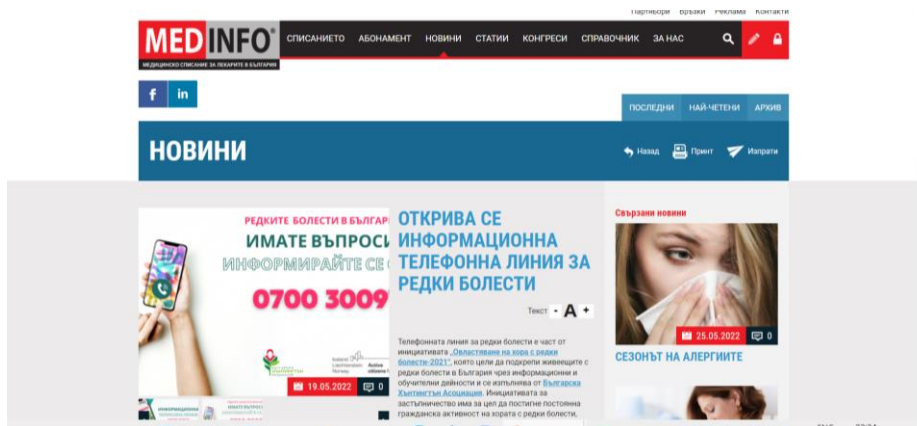 Партньори Връзки Реклама Контакти
MEDINFO®
МЕДИЦИНСКО СПИСАНИЕ ЗА ЛЕКАРИТЕ В БЪЛГАРИЯ
СПИСАНИЕТО АБОНАМЕНТ НОВИНИ СТАТИИ КОНГРЕСИ СПРАВОЧНИК ЗА НАС
f in
ПОСЛЕДНИ НАЙ-ЧЕТЕНИ АРХИВ
НОВИНИ
Назад Принт Изпрати
РЕДКИТЕ БОЛЕСТИ В БЪЛГАР
ИМАТЕ ВЪПРОСИ
ИНФОРМИРАЙТЕ СЕ
0700 3009
Iceland
Liechtenstein Active
Norway citizens
19.05.2022 0
ОТКРИВА СЕ
ИНФОРМАЦИОННА
ТЕЛЕФОННА ЛИНИЯ ЗА
РЕДКИ БОЛЕСТИ
Текст - A +
Телефонната линия за редки болести е част от
инициативата „Овластяване на хора с редки
болести-2021", която цели да подкрепи живеещите с
редки болести в България чрез информационни и
обучителни дейности и се изпълнява от Българска
Хънтингтън Асоциация. Инициативата за
застъпничество има за цел да постигне постоянна
гражданска активност на хората с редки болести,
Свързани новини
25.05.2022 0
СЕЗОНЪТ НА АЛЕРГИИТЕ